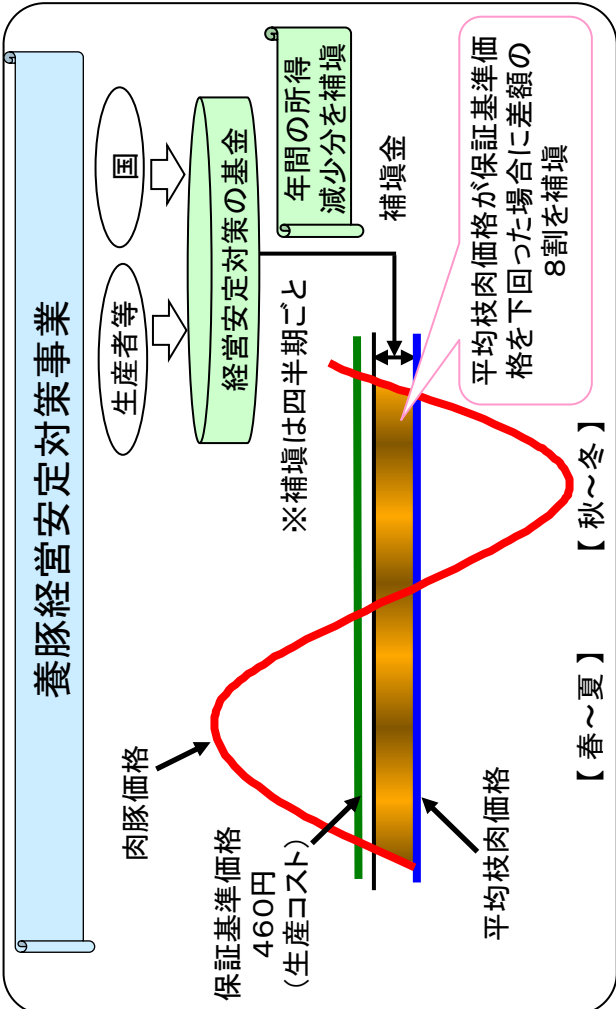 養豚経営安定対策事業
生産者等
国
経営安定対策の基金
年間の所得
減少分を補填
※補填は四半期ごと
補填金
肉豚価格
保証基準価格
460円
（生産コスト）
平均枝肉価格
平均枝肉価格が保証基準価
格を下回った場合に差額の
8割を補填
【 春～夏 】
【 秋～冬 】